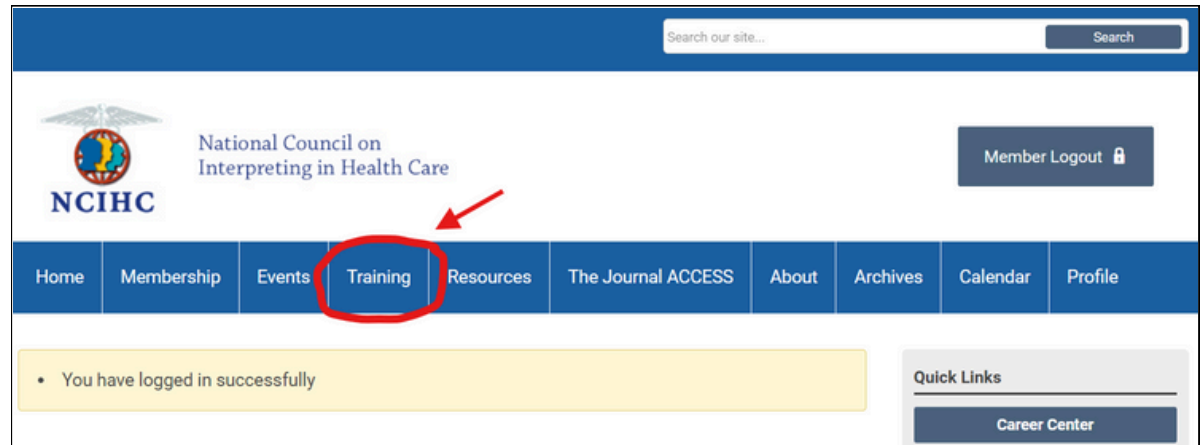 Search our site... Search
National Council on
Interpreting in Health Care
Member Logout
NCIHC
Home Membership Events Training Resources The Journal ACCESS About Archives Calendar Profile
• You have logged in successfully
Quick Links
Career Center